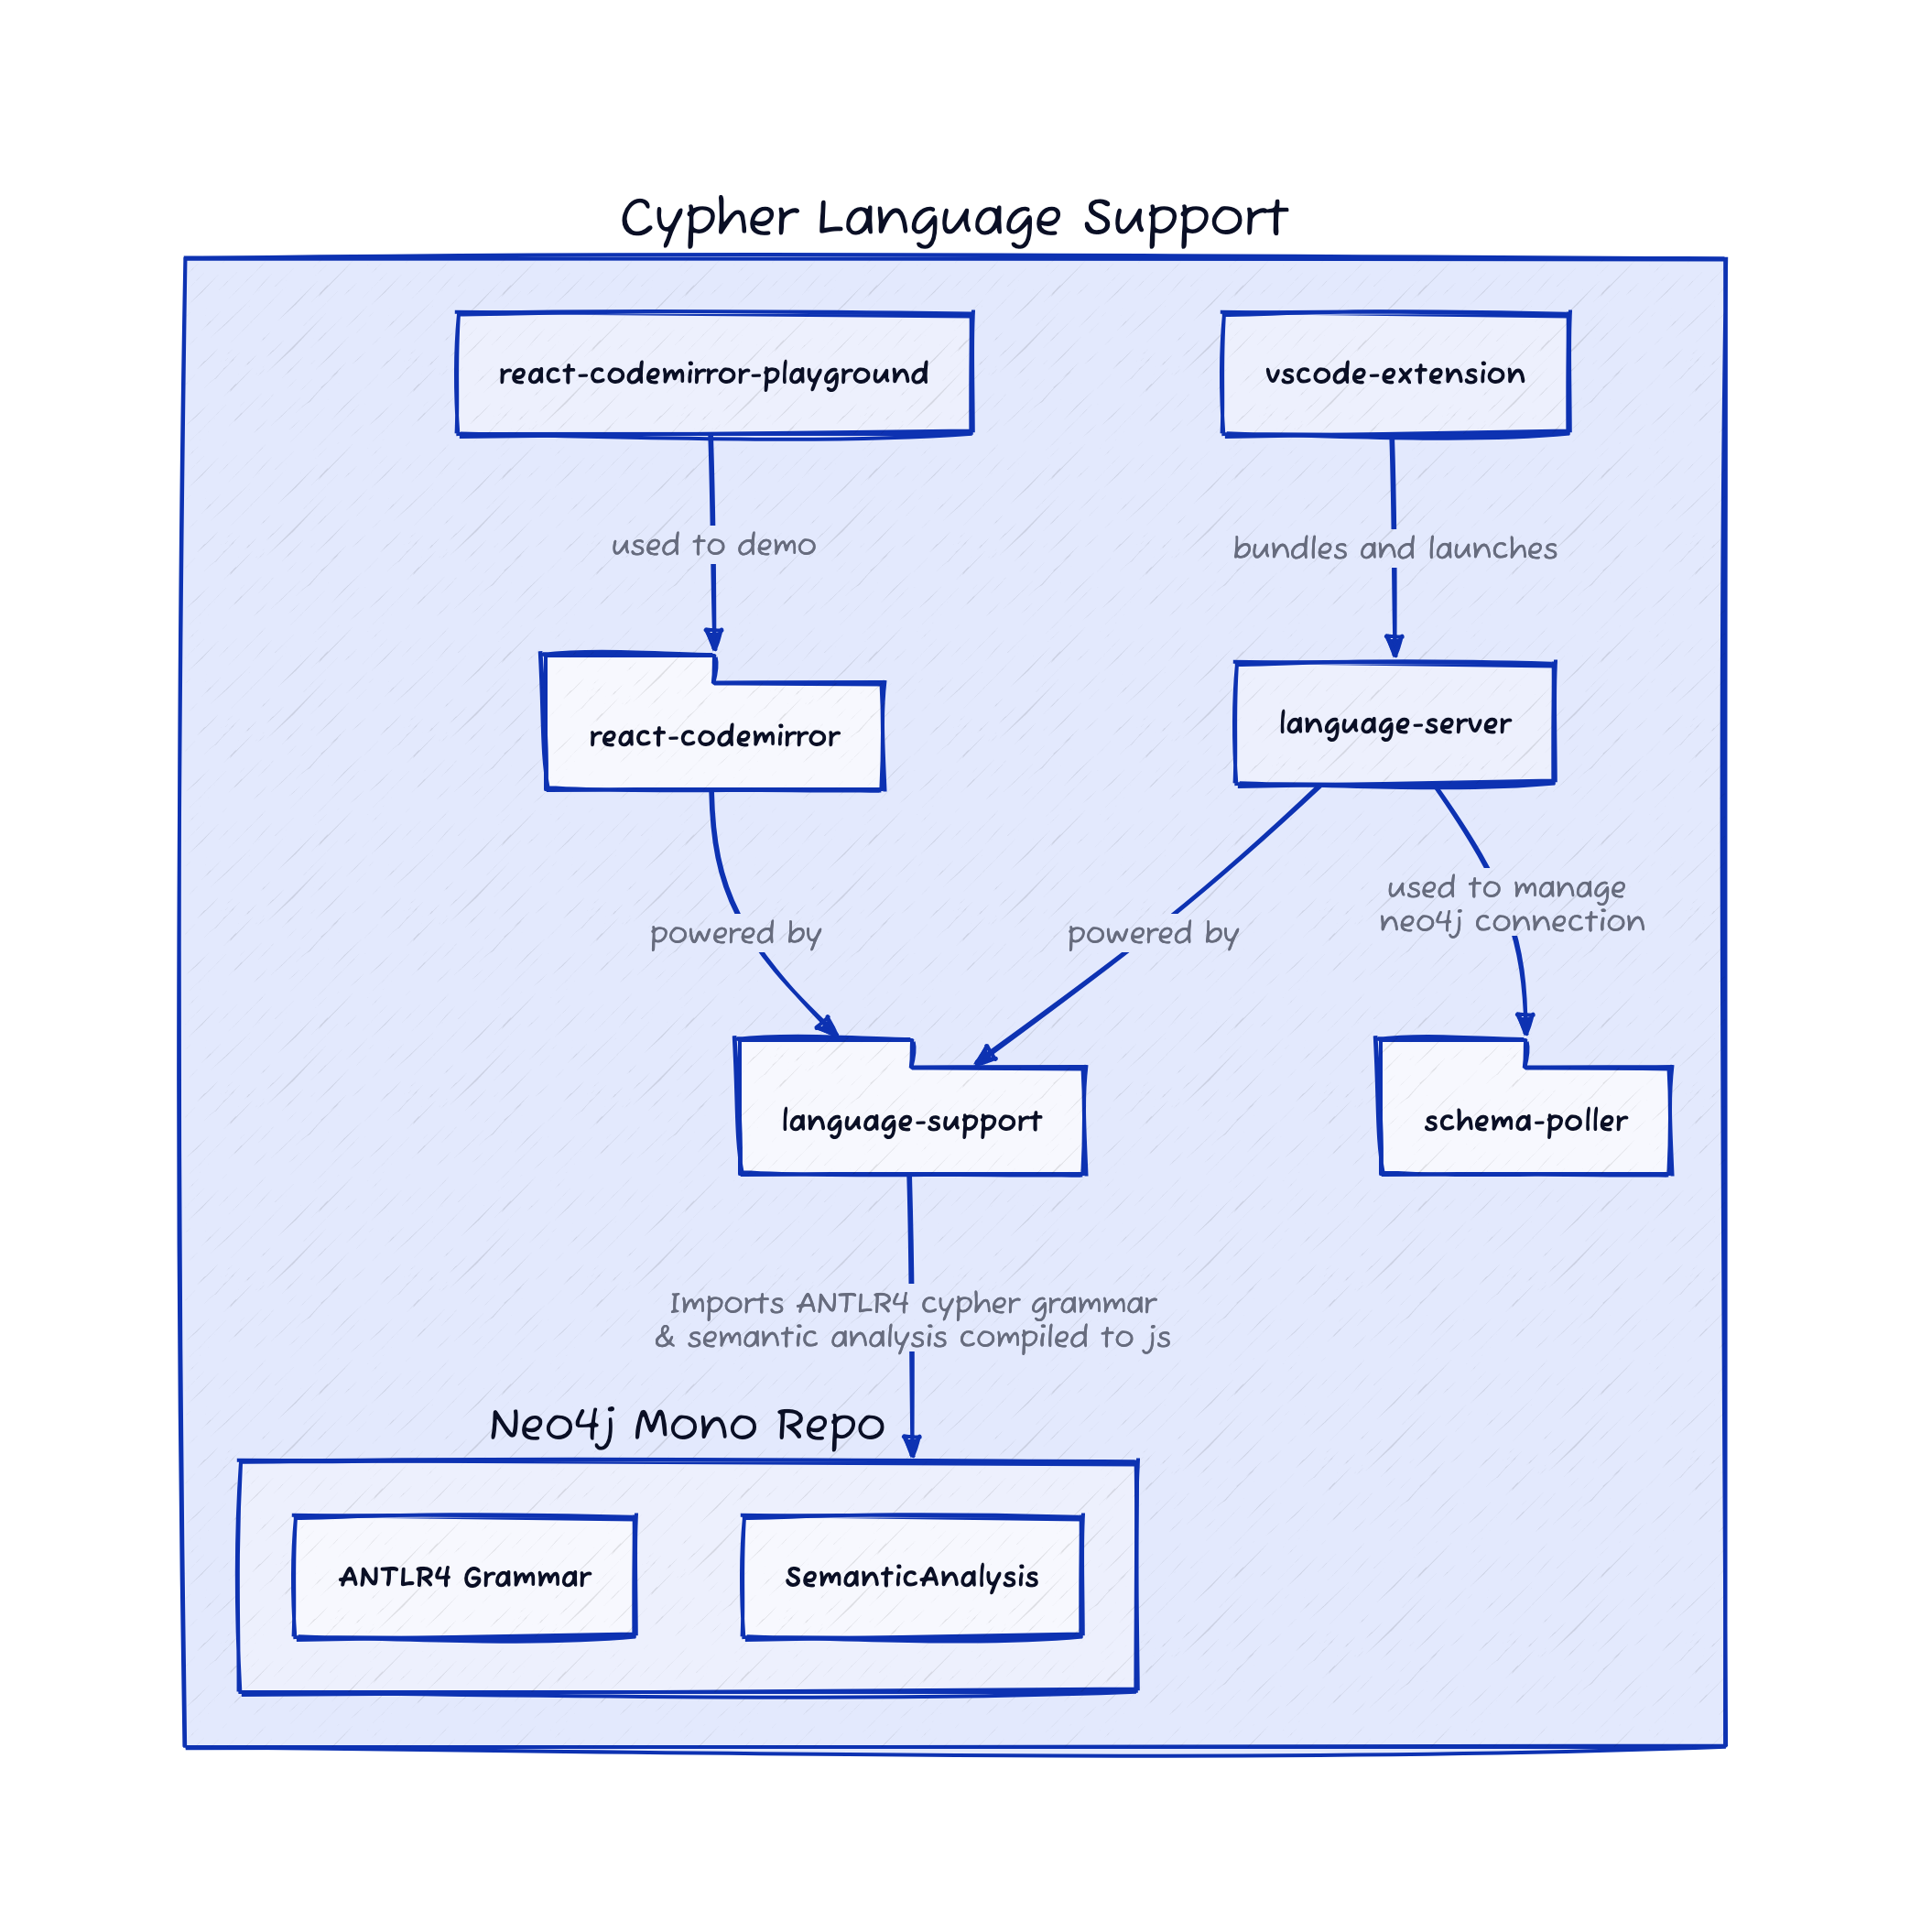 Cypher Language Support
react-codemirror-playground
vscode-extension
used to demo
bundles and launches
react-codemirror
language-server
powered by
powered by
used to manage
neo4j connection
language-support
schema-poller
Imports ANTLR4 cypher grammar
& semantic analysis compiled to js
Neo4j Mono Repo
ANTLR4 Grammar
SemanticAnalysis